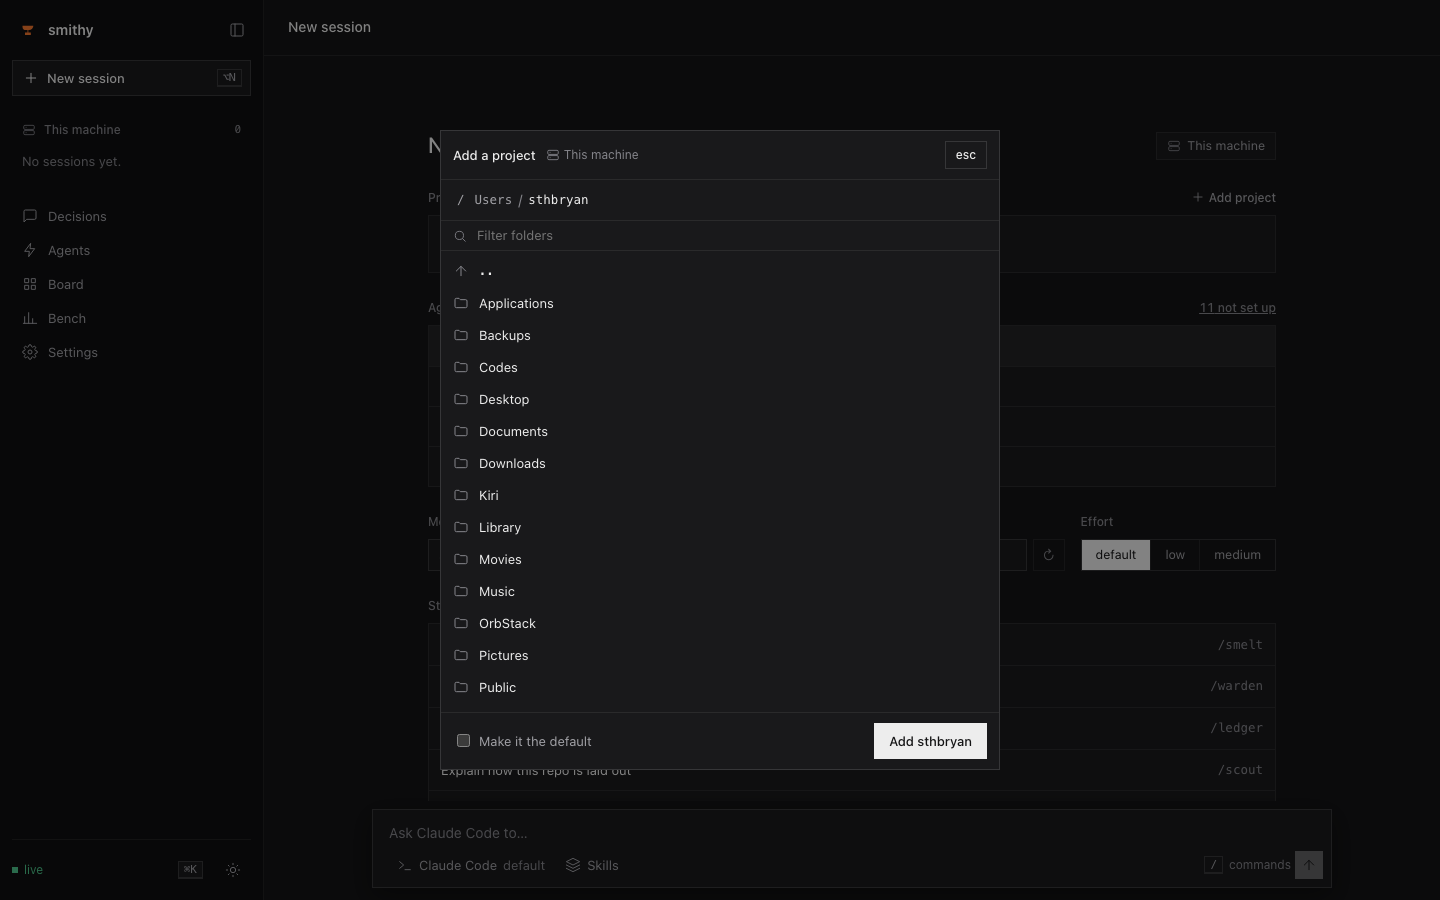 smithy
New session
New session
⌥N
This machine
0
No sessions yet.
Decisions
Agents
Board
Bench
Settings
live
⌘K
This machine
Add project
11 not set up
Effort
default
low
medium
/smelt
/warden
/ledger
Explain how this repo is laid out
/scout
Add a project
This machine
esc
/ Users / sthbryan
Filter folders
..
Applications
Backups
Codes
Desktop
Documents
Downloads
Kiri
Library
Movies
Music
OrbStack
Pictures
Public
Make it the default
Add sthbryan
Ask Claude Code to...
Claude Code default
Skills
/ commands